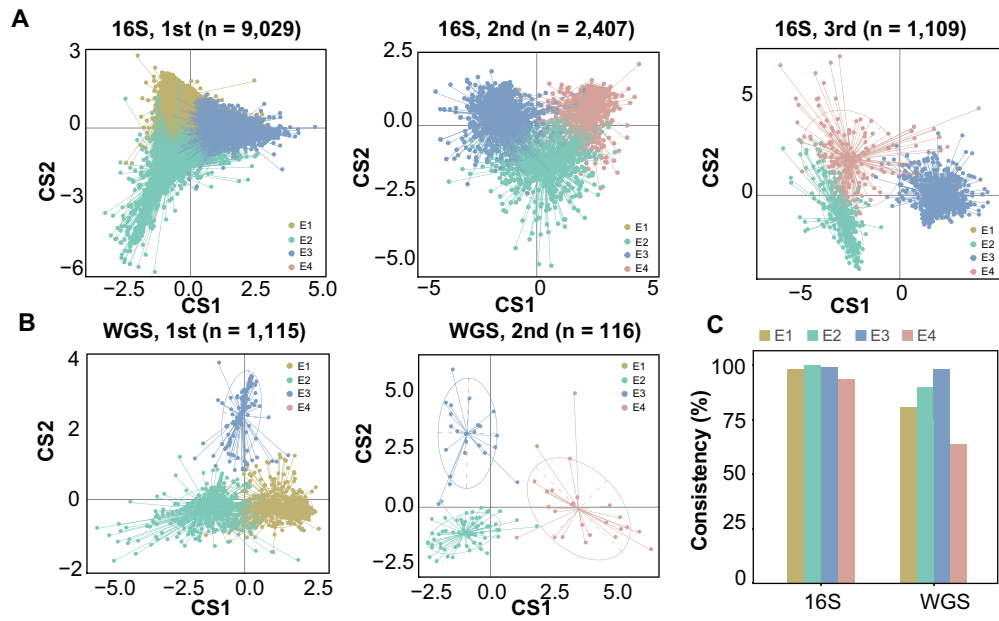 A
16S, 1st (n = 9,029)
16S, 2nd (n = 2,407)
16S, 3rd (n = 1,109)
3
0
−3
−6
CS2
−2.5
0.0
2.5
5.0
CS1
E1
E2
E3
E4
2.5
0.0
−2.5
−5.0
CS2
−5
0
5
CS1
E1
E2
E3
E4
5
0
CS2
−5
0
CS1
E1
E2
E3
E4
B
WGS, 1st (n = 1,115)
WGS, 2nd (n = 116)
4
2
0
−2
CS2
−2.5
0.0
2.5
CS1
E1
E2
E3
E4
5.0
2.5
0.0
−2.5
CS2
−2.5
0.0
2.5
5.0
CS1
E1
E2
E3
E4
C
E1 E2 E3 E4
100
75
50
25
0
Consistency (%)
16S
WGS